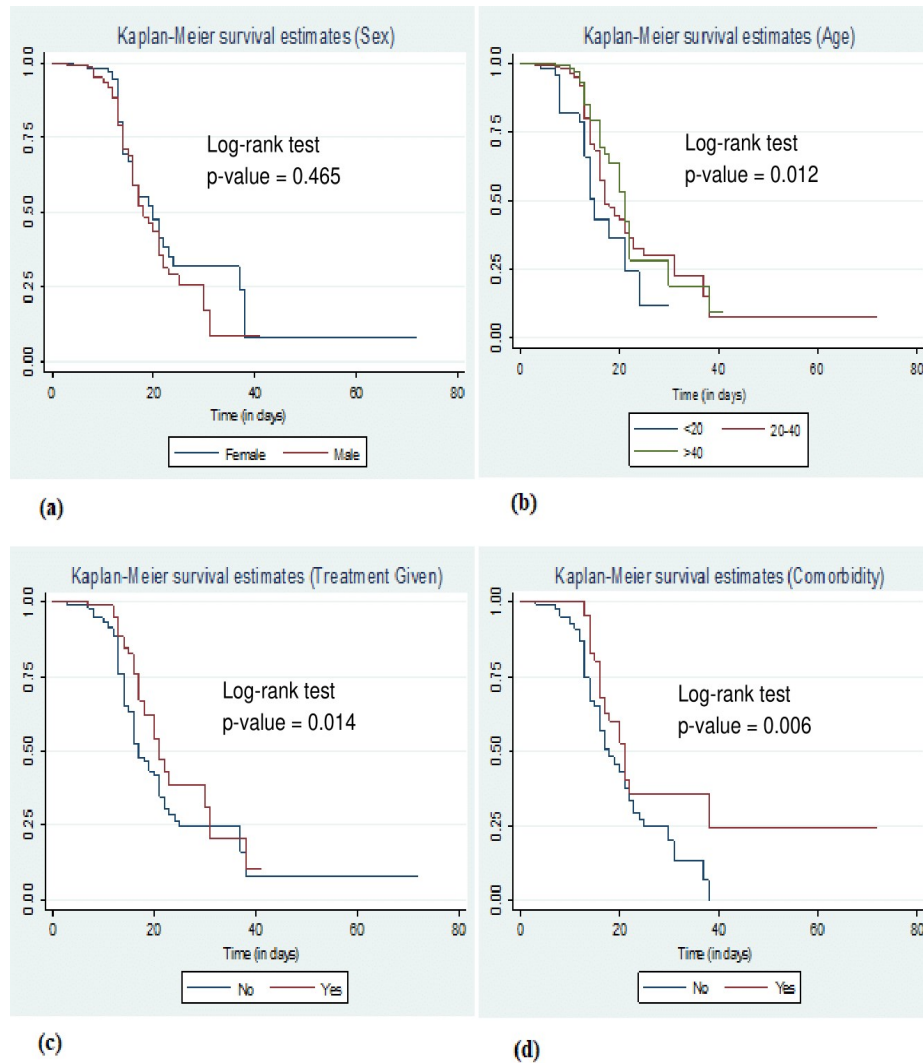 Kaplan-Meier survival estimates (Sex)
1.00
0.75
0.50
0.25
0.00
Log-rank test
p-value = 0.465
0 20 40 60 80
Time (in days)
Female Male
(a)
Kaplan-Meier survival estimates (Age)
1.00
0.75
0.50
0.25
0.00
Log-rank test
p-value = 0.012
0 20 40 60 80
Time (in days)
<20 20-40
>40
(b)
Kaplan-Meier survival estimates (Treatment Given)
1.00
0.75
0.50
0.25
0.00
Log-rank test
p-value = 0.014
0 20 40 60 80
Time (in days)
No Yes
(c)
Kaplan-Meier survival estimates (Comorbidity)
1.00
0.75
0.50
0.25
0.00
Log-rank test
p-value = 0.006
0 20 40 60 80
Time (in days)
No Yes
(d)